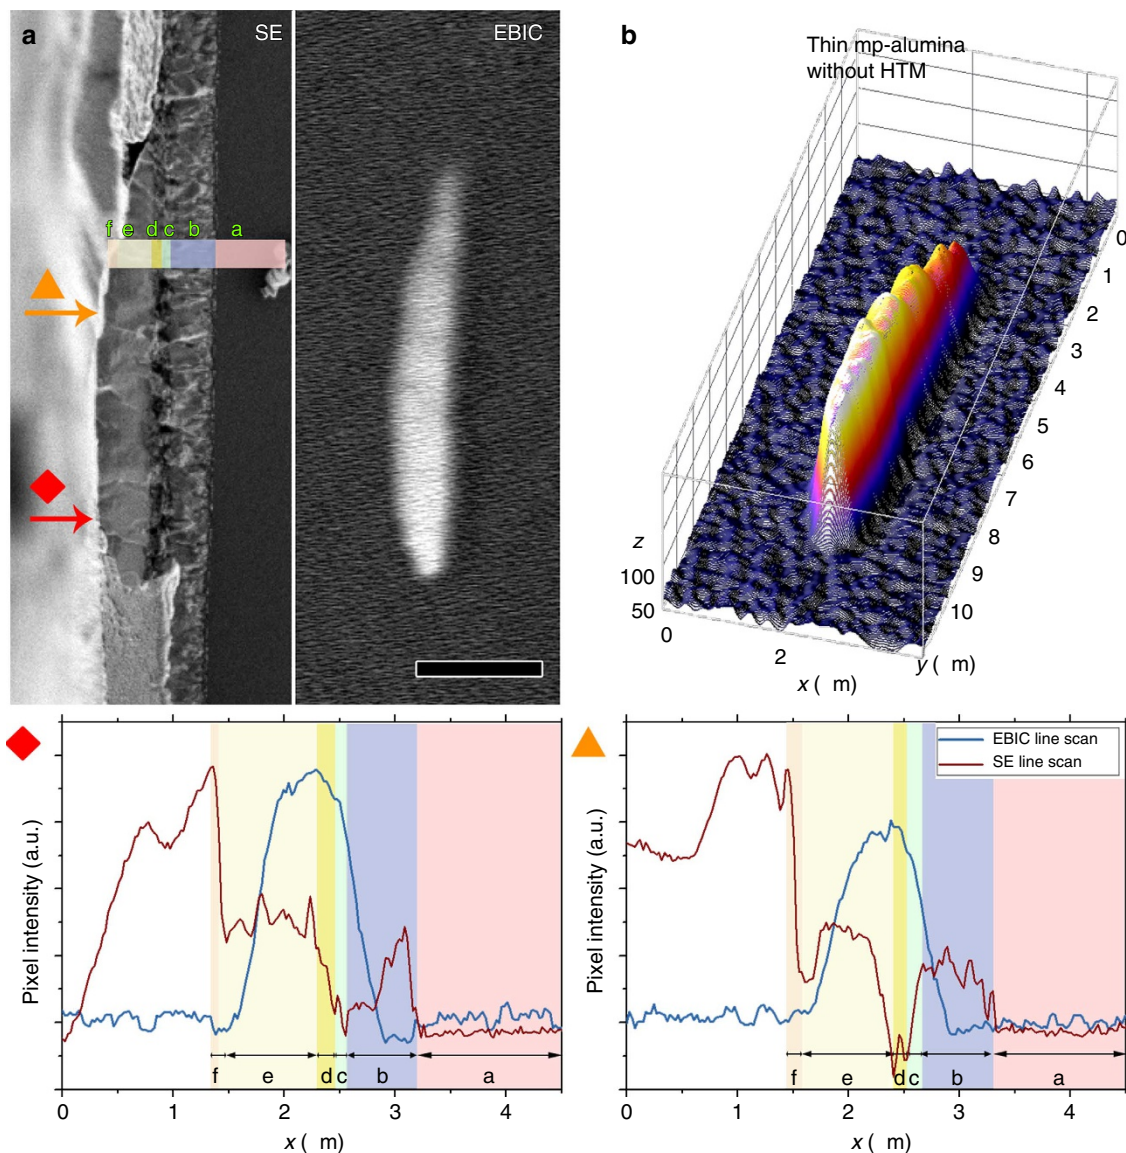 a
SE
EBIC
b
Thin mp-alumina
without HTM
f e d c b a
0
1
2
3
4
5
6
7
8
9
10
z
100
50
0
2
x ( m)
y ( m)
Pixel intensity (a.u.)
f e d c b a
0 1 2 3 4
x ( m)
EBIC line scan
SE line scan
Pixel intensity (a.u.)
f e d c b a
0 1 2 3 4
x ( m)